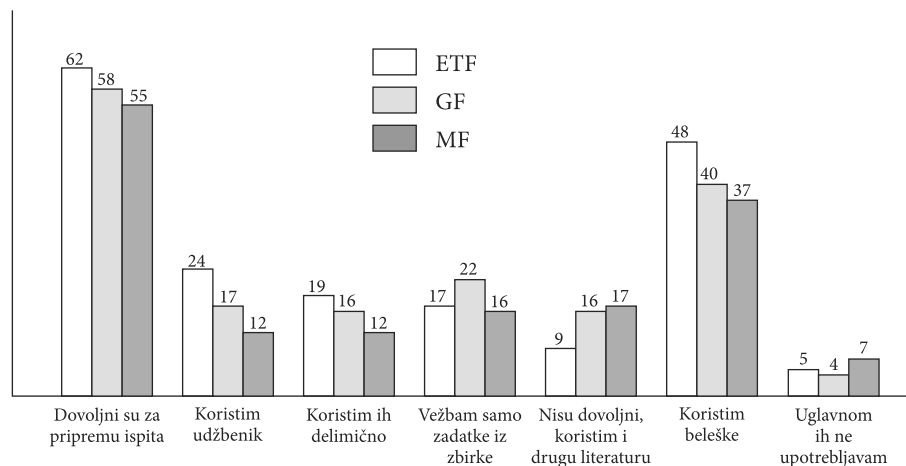 62
58
55
ETF
GF
MF
24
17
12
19
16
12
17
22
16
9
16
17
48
40
37
5
4
7
Dovoljni su za
pripremu ispita
Koristim
udžbenik
Koristim ih
delimično
Vežbam samo
zadatke iz
zbirke
Nisu dovoljni,
koristim i
drugu literaturu
Koristim
beleške
Uglavnom
ih ne
upotrebljavam